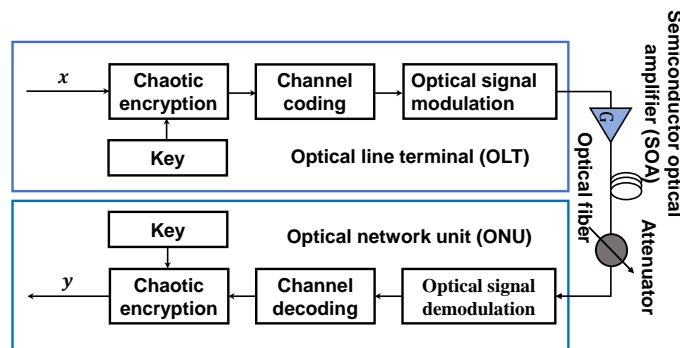 x
Chaotic
encryption
Channel
coding
Optical signal
modulation
Key
Optical line terminal (OLT)
Semiconductor optical
amplifier (SOA)
G
Optical fiber
Attenuator
Key
Optical network unit (ONU)
y
Chaotic
encryption
Channel
decoding
Optical signal
demodulation